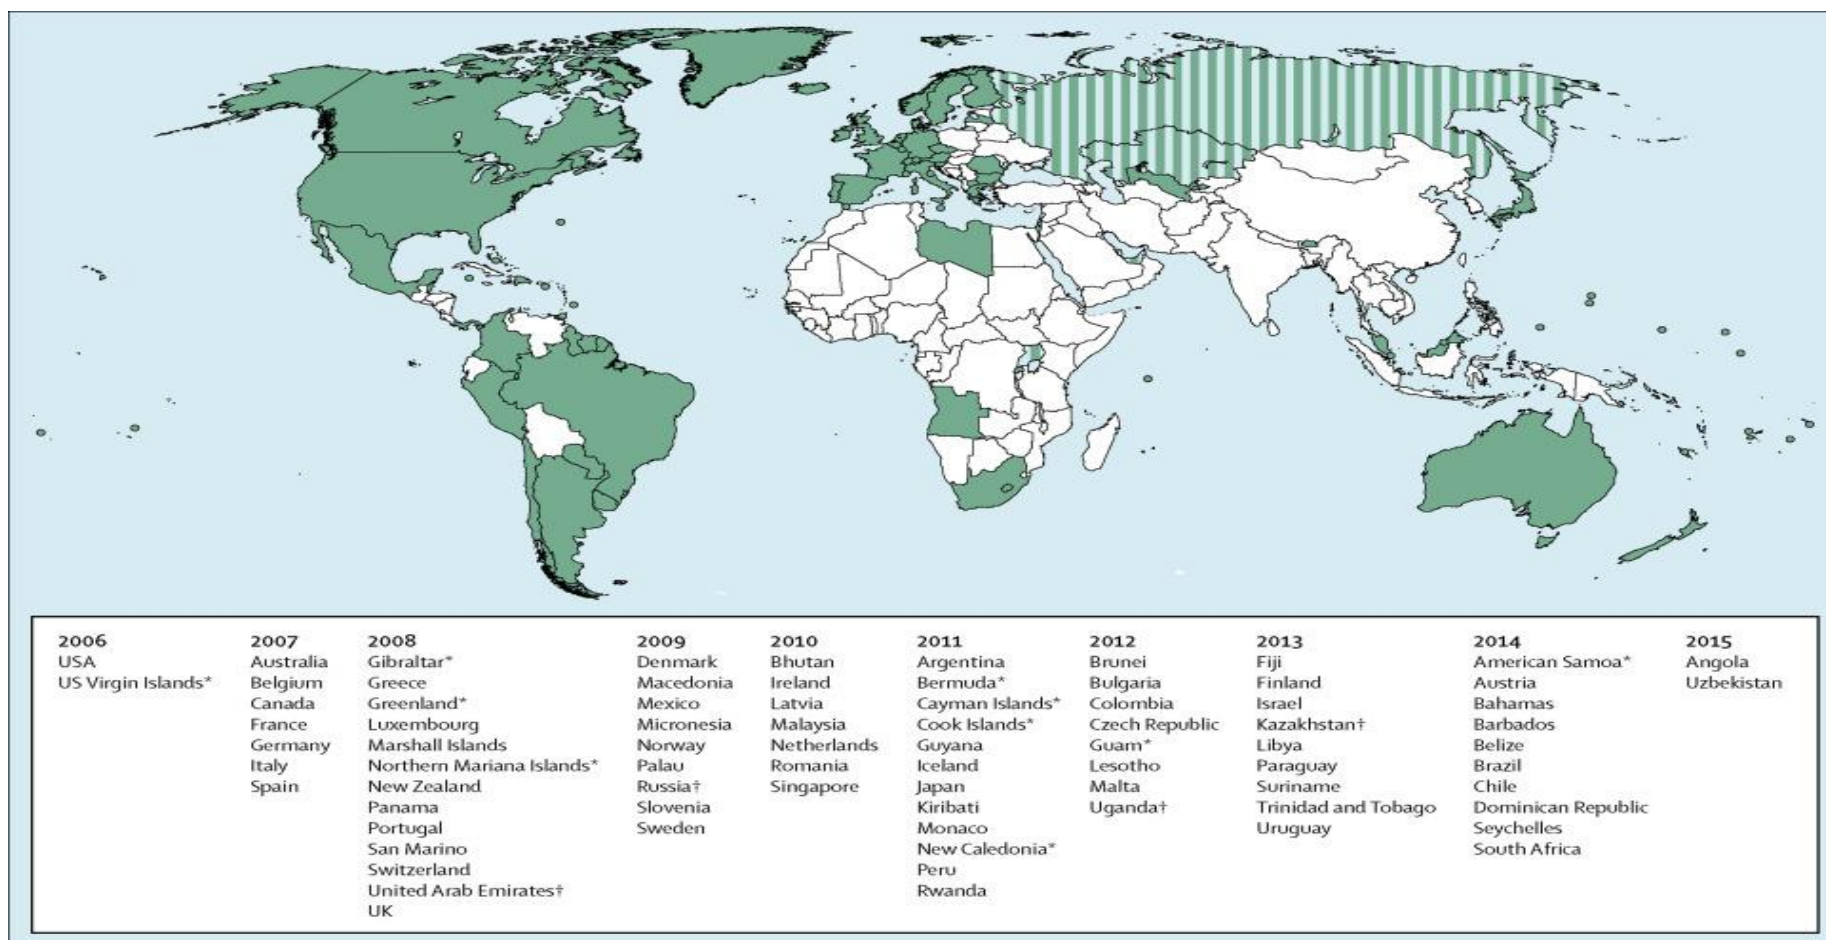 2006
USA
US Virgin Islands*
2007
Australia
Belgium
Canada
France
Germany
Italy
Spain
2008
Gibraltar*
Greece
Greenland*
Luxembourg
Marshall Islands
Northern Mariana Islands*
New Zealand
Panama
Portugal
San Marino
Switzerland
United Arab Emirates†
UK
2009
Denmark
Macedonia
Mexico
Micronesia
Norway
Palau
Russia†
Slovenia
Sweden
2010
Bhutan
Ireland
Latvia
Malaysia
Netherlands
Romania
Singapore
2011
Argentina
Bermuda*
Cayman Islands*
Cook Islands*
Guyana
Iceland
Japan
Kiribati
Monaco
New Caledonia*
Peru
Rwanda
2012
Brunei
Bulgaria
Colombia
Czech Republic
Guam*
Lesotho
Malta
Uganda†
2013
Fiji
Finland
Israel
Kazakhstan†
Libya
Paraguay
Suriname
Trinidad and Tobago
Uruguay
2014
American Samoa*
Austria
Bahamas
Barbados
Belize
Brazil
Chile
Dominican Republic
Seychelles
South Africa
2015
Angola
Uzbekistan